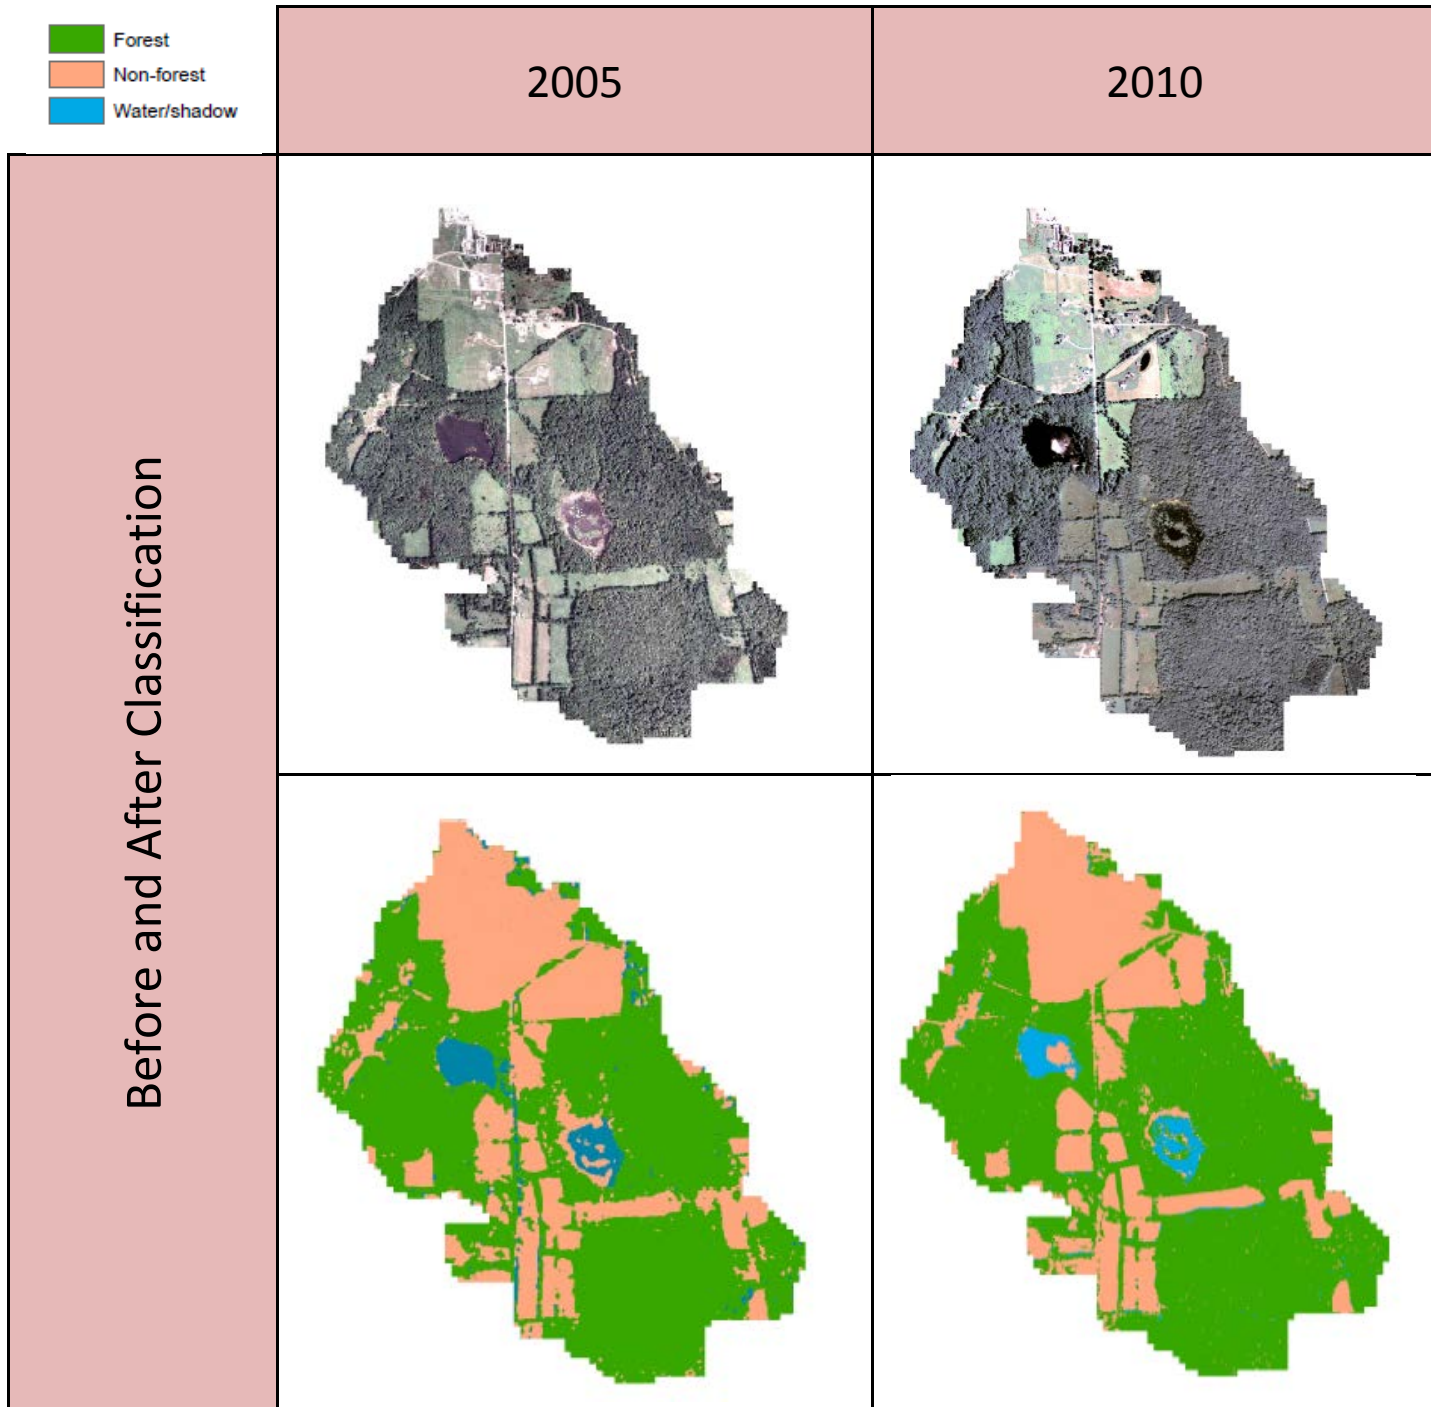 Forest
Non-forest
Water/shadow
2005
2010
Before and After Classification